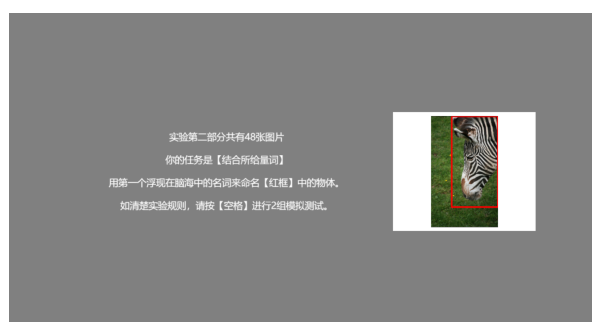 实验第二部分共有48张图片
你的任务是【结合所给量词】
用第一个浮现在脑海中的名词来命名【红框】中的物体。
如清楚实验规则，请按【空格】进行2组模拟测试。